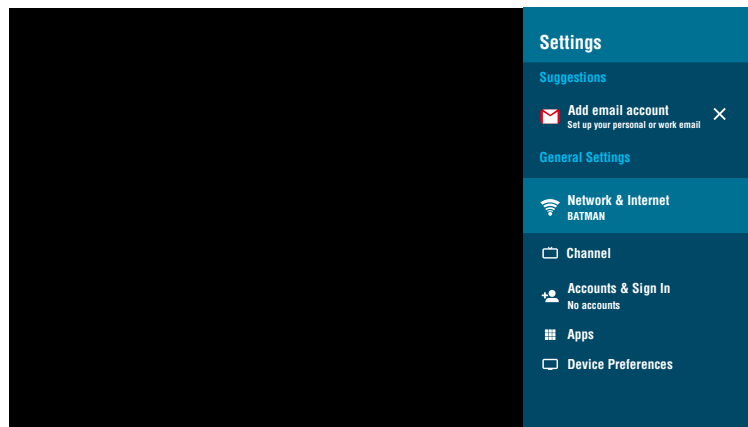 Settings
Suggestions
Add email account
Set up your personal or work email
General Settings
Network & Internet
BATMAN
Channel
Accounts & Sign In
No accounts
Apps
Device Preferences